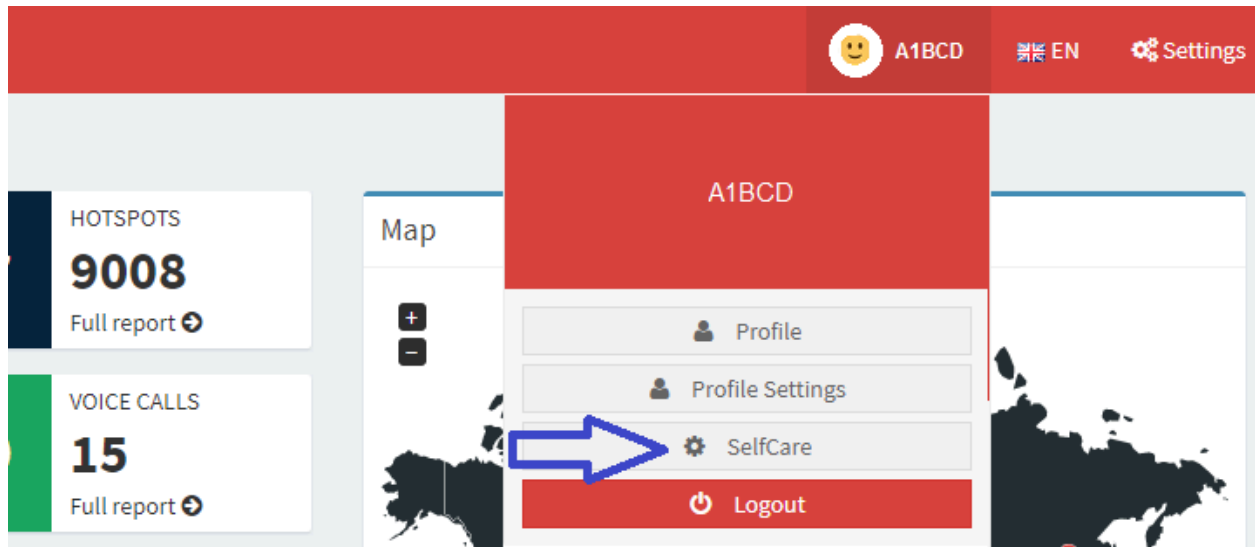 A1BCD
EN
Settings
A1BCD
HOTSPOTS
9008
Full report
Map
+
−
Profile
Profile Settings
VOICE CALLS
15
Full report
SelfCare
Logout